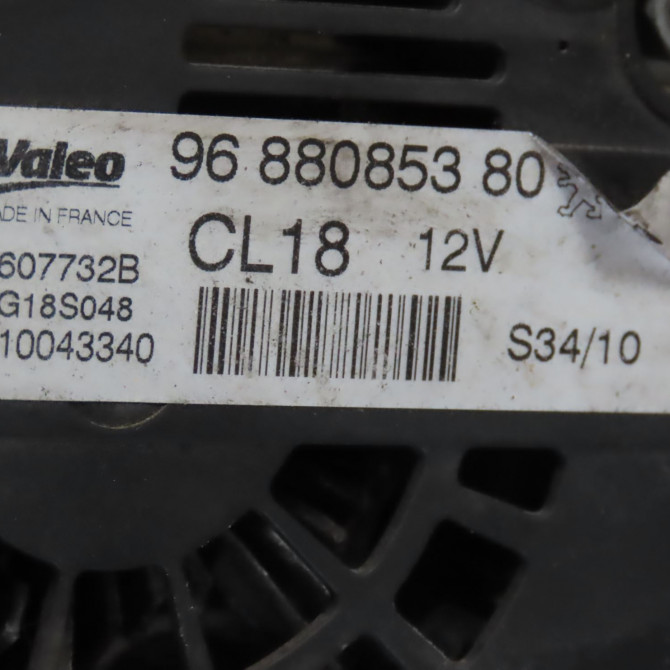 Valeo 96 880853 80
ADE IN FRANCE
CL18 12V
607732B
G18S048
10043340
S34/10